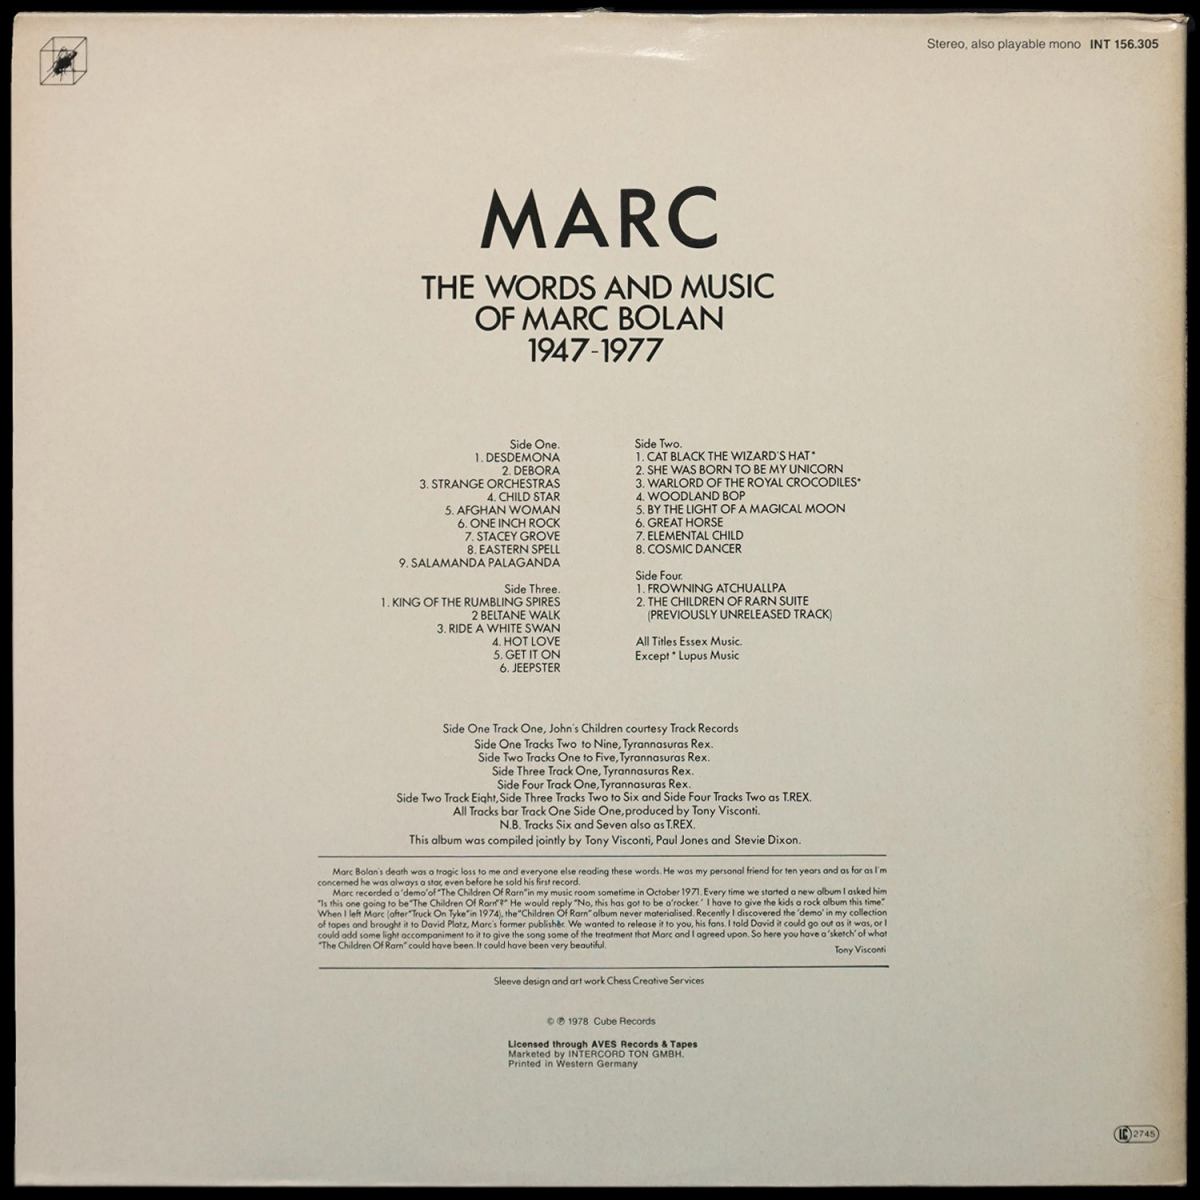 Stereo, also playable mono INT 156.305
MARC
THE WORDS AND MUSIC
OF MARC BOLAN
1947-1977
Side One.
1. DESDEMONA
2. DEBORA
3. STRANGE ORCHESTRAS
4. CHILD STAR
5. AFGHAN WOMAN
6. ONE INCH ROCK
7. STACEY GROVE
8. EASTERN SPELL
9. SALAMANDA PALAGANDA
Side Two.
1. CAT BLACK THE WIZARD'S HAT*
2. SHE WAS BORN TO BE MY UNICORN
3. WARLORD OF THE ROYAL CROCODILES*
4. WOODLAND BOP
5. BY THE LIGHT OF A MAGICAL MOON
6. GREAT HORSE
7. ELEMENTAL CHILD
8. COSMIC DANCER
Side Three.
1. KING OF THE RUMBLING SPIRES
2 BELTANE WALK
3. RIDE A WHITE SWAN
4. HOT LOVE
5. GET IT ON
6. JEEPSTER
Side Four.
1. FROWNING ATCHUALLPA
2. THE CHILDREN OF RARN SUITE
(PREVIOUSLY UNRELEASED TRACK)
All Titles Essex Music.
Except * Lupus Music
Side One Track One, John's Children courtesy Track Records
Side One Tracks Two to Nine, Tyrannasuras Rex.
Side Two Tracks One to Five, Tyrannasuras Rex.
Side Three Track One, Tyrannasuras Rex.
Side Four Track One, Tyrannasuras Rex.
Side Two Track Eight, Side Three Tracks Two to Six and Side Four Tracks Two as T.REX.
All Tracks bar Track One Side One, produced by Tony Visconti.
N.B. Tracks Six and Seven also as T.REX.
This album was compiled jointly by Tony Visconti, Paul Jones and Stevie Dixon.
Marc Bolan's death was a tragic loss to me and everyone else reading these words. He was my personal friend for ten years and as far as I'm
concerned he was always a star, even before he sold his first record.
Marc recorded a 'demo' of "The Children Of Rarn" in my music room sometime in October 1971. Every time we started a new album I asked him
"Is this one going to be "The Children Of Rarn"?" He would reply "No, this has got to be a 'rocker.' I have to give the kids a rock album this time."
When I left Marc (after "Truck On Tyke" in 1974), the "Children Of Rarn" album never materialised. Recently I discovered the 'demo' in my collection
of tapes and brought it to David Platz, Marc's former publisher. We wanted to release it to you, his fans. I told David it could go out as it was, or I
could add some light accompaniment to it to give the song some of the treatment that Marc and I agreed upon. So here you have a 'sketch' of what
"The Children Of Rarn" could have been. It could have been very beautiful.
Tony Visconti
Sleeve design and art work Chess Creative Services
© ℗ 1978 Cube Records
Licensed through AVES Records & Tapes
Marketed by INTERCORD TON GMBH.
Printed in Western Germany
LC 2745